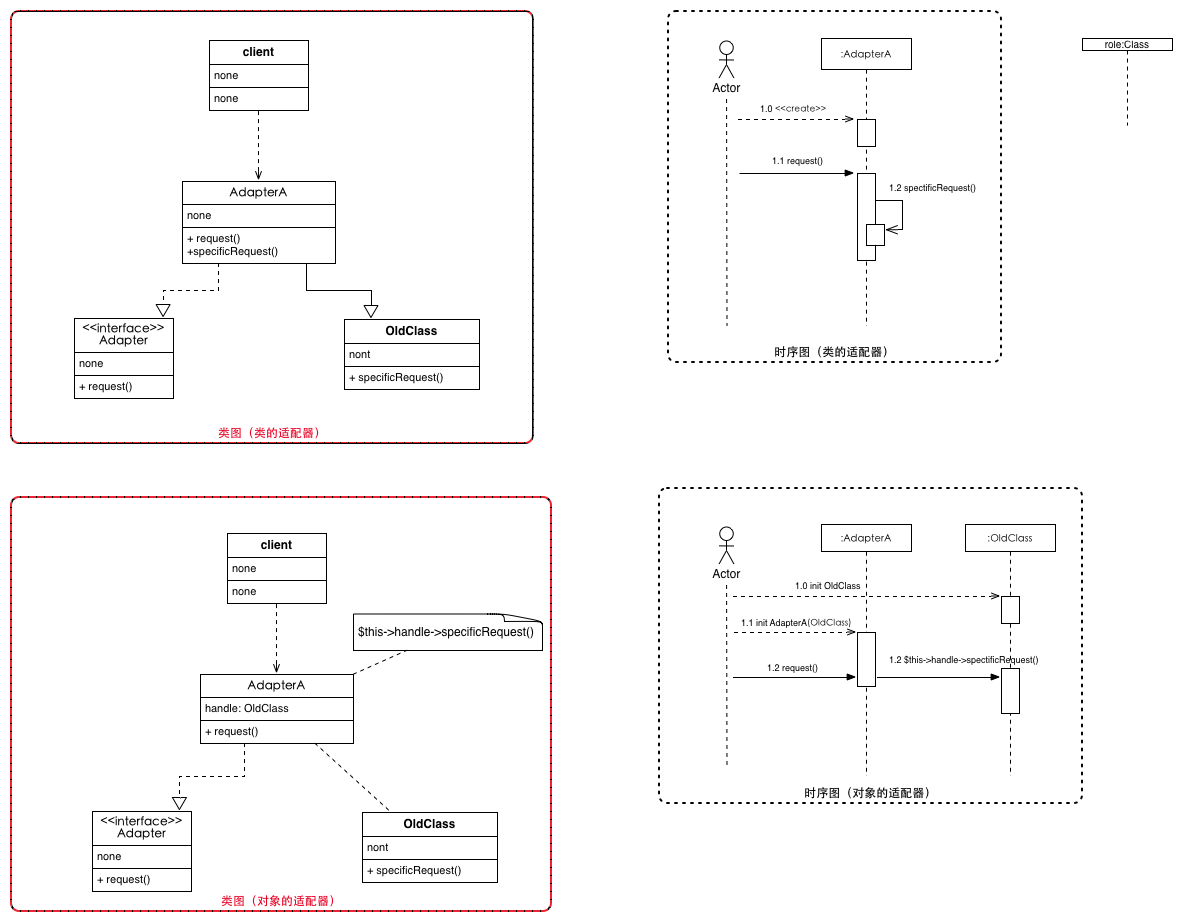 client
none
none
AdapterA
none
+ request()
+specificRequest()
<<interface>>
Adapter
none
+ request()
OldClass
nont
+ specificRequest()
类图（类的适配器）
Actor
:AdapterA
1.0 <<create>>
1.1 request()
1.2 spectificRequest()
时序图（类的适配器）
role:Class
client
none
none
$this->handle->specificRequest()
AdapterA
handle: OldClass
+ request()
<<interface>>
Adapter
none
+ request()
OldClass
nont
+ specificRequest()
类图（对象的适配器）
Actor
:AdapterA
:OldClass
1.0 init OldClass
1.1 init AdapterA(OldClass)
1.2 request()
1.2 $this->handle->spectificRequest()
时序图（对象的适配器）